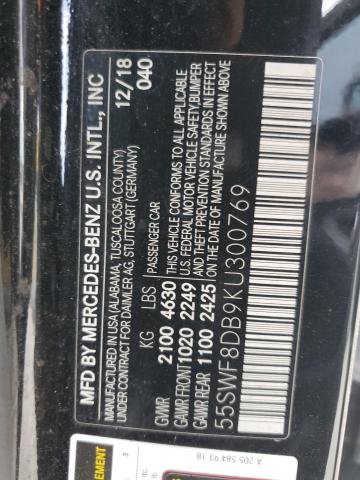 MFD BY MERCEDES-BENZ U.S. INTL., INC
MANUFACTURED IN USA (ALABAMA, TUSCALOOSA COUNTY) 12/18
UNDER CONTRACT FOR DAIMLER AG, STUTTGART (GERMANY) 040
PASSENGER CAR
KG LBS
GVWR 2100 4630
GAWR FRONT 1020 2249
GAWR REAR 1100 2425
THIS VEHICLE CONFORMS TO ALL APPLICABLE
U.S. FEDERAL MOTOR VEHICLE SAFETY, BUMPER
AND THEFT PREVENTION STANDARDS IN EFFECT
ON THE DATE OF MANUFACTURE SHOWN ABOVE.
55SWF8DB9KU300769
A 205 584 93 18
3